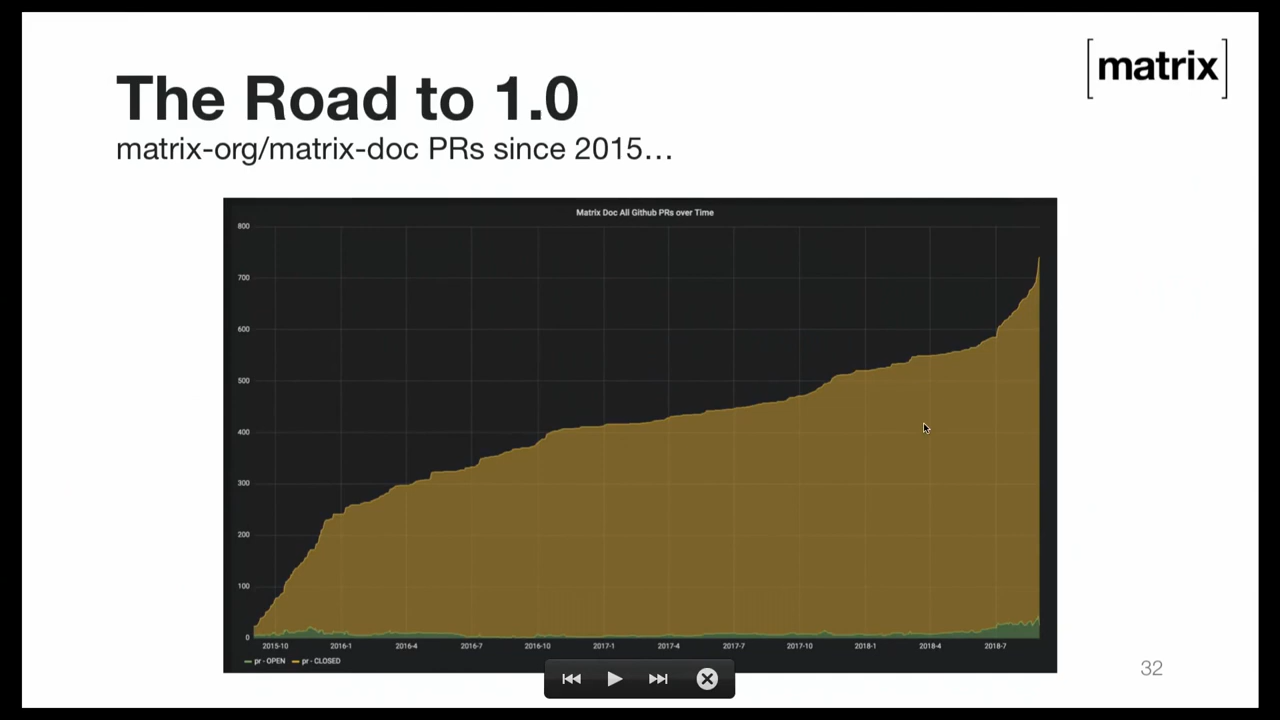 The Road to 1.0
[matrix]
matrix-org/matrix-doc PRs since 2015…
Matrix Doc All Github PRs over Time
800
700
600
500
400
300
200
100
0
2015-10 2016-1 2016-4 2016-7 2016-10 2017-1 2017-4 2017-7 2017-10 2018-1 2018-4 2018-7
pr - OPEN pr - CLOSED
32